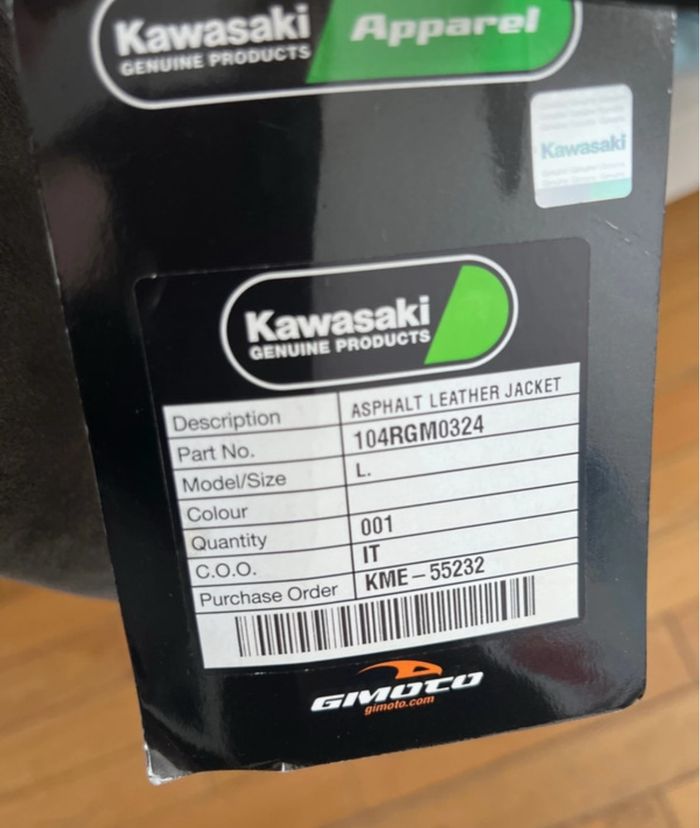 Kawasaki Apparel
GENUINE PRODUCTS
Kawasaki
Kawasaki
GENUINE PRODUCTS
Description ASPHALT LEATHER JACKET
Part No. 104RGM0324
Model/Size L.
Colour
Quantity 001
C.O.O. IT
Purchase Order KME-55232
GIMOTO
gimoto.com